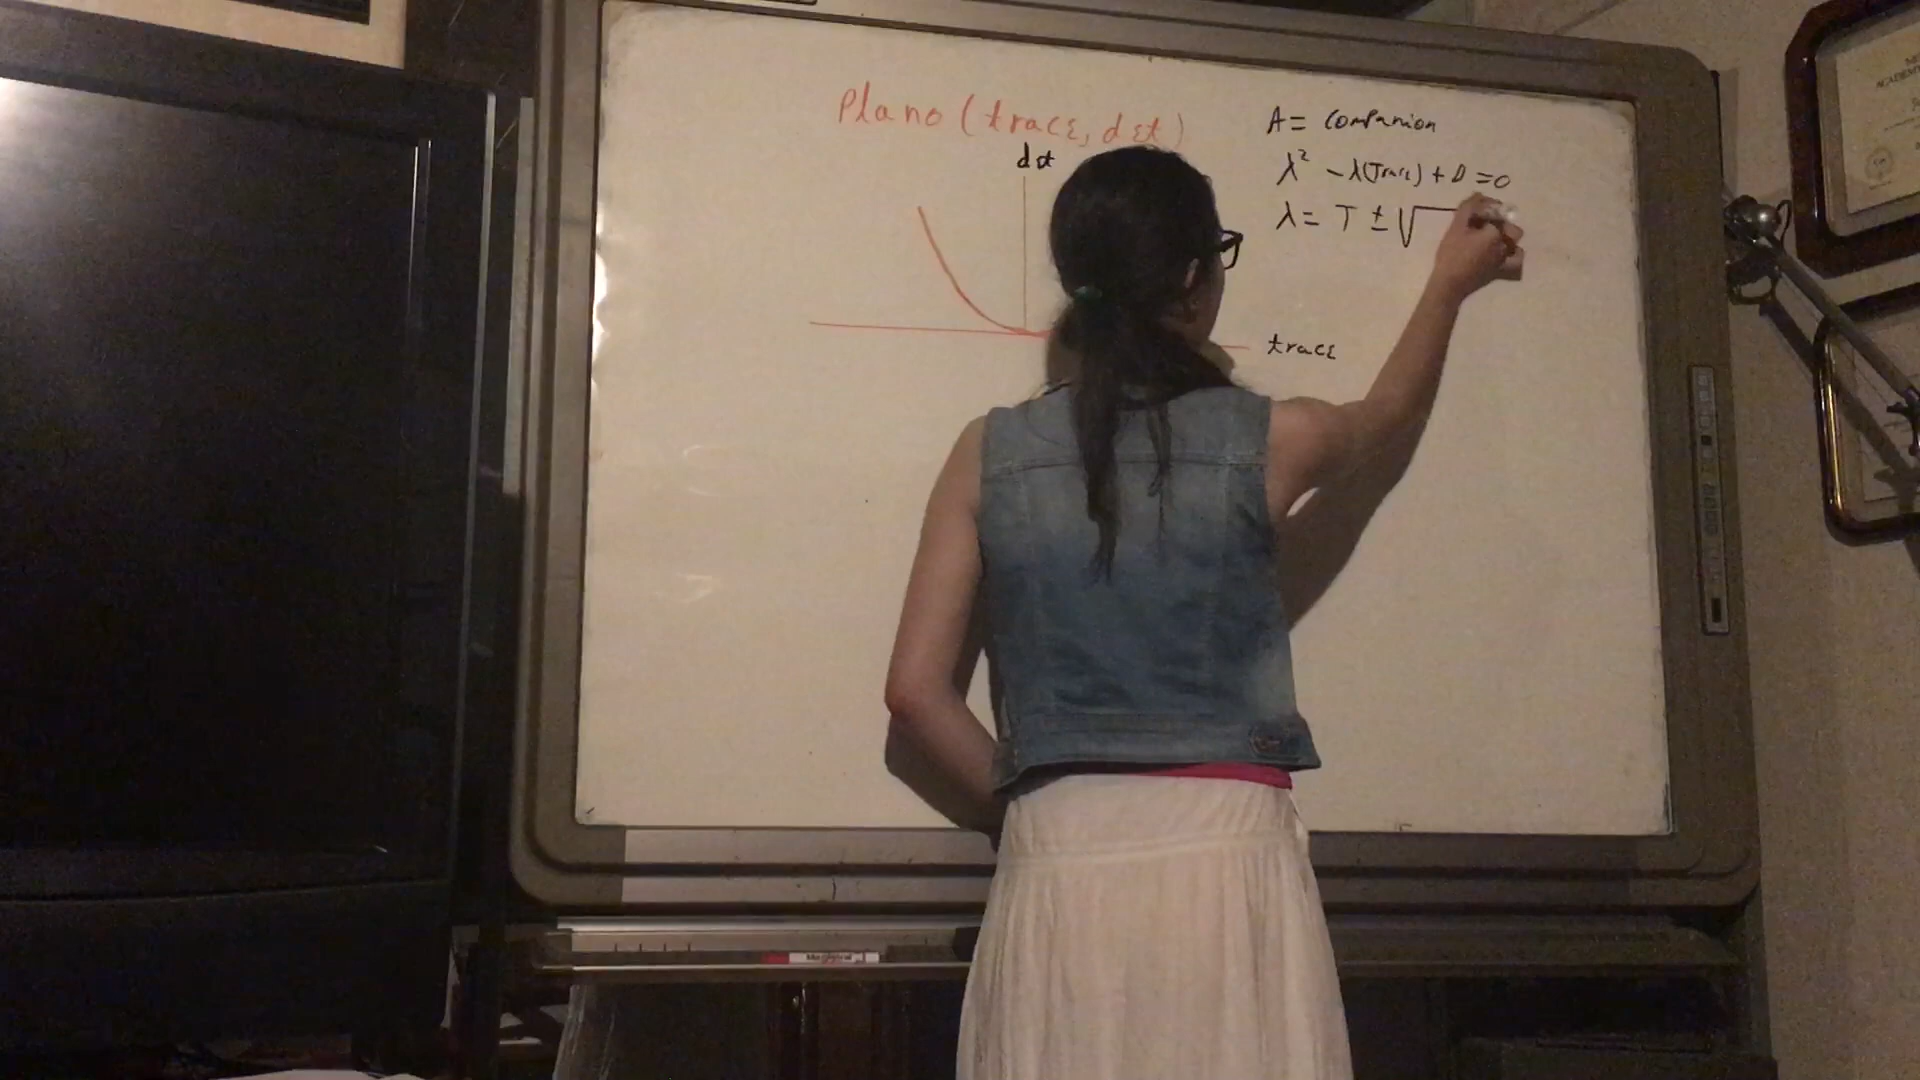 Plano (trace, det)
det
trace
A = Companion
λ² - λ(Trace) + D = 0
λ = T ± √